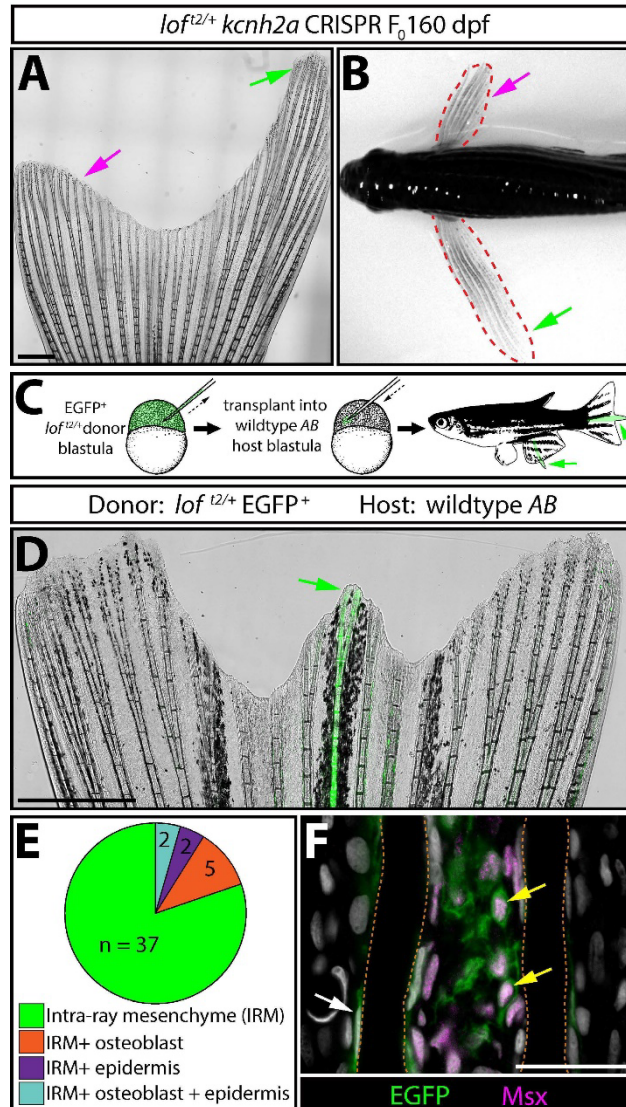 lof t2/+ kcnh2a CRISPR F0 160 dpf
A
B
C
EGFP+
lof t2/+ donor
blastula
transplant into
wildtype AB
host blastula
Donor: lof t2/+ EGFP+ Host: wildtype AB
D
E
2
2
5
n = 37
Intra-ray mesenchyme (IRM)
IRM+ osteoblast
IRM+ epidermis
IRM+ osteoblast + epidermis
F
EGFP Msx